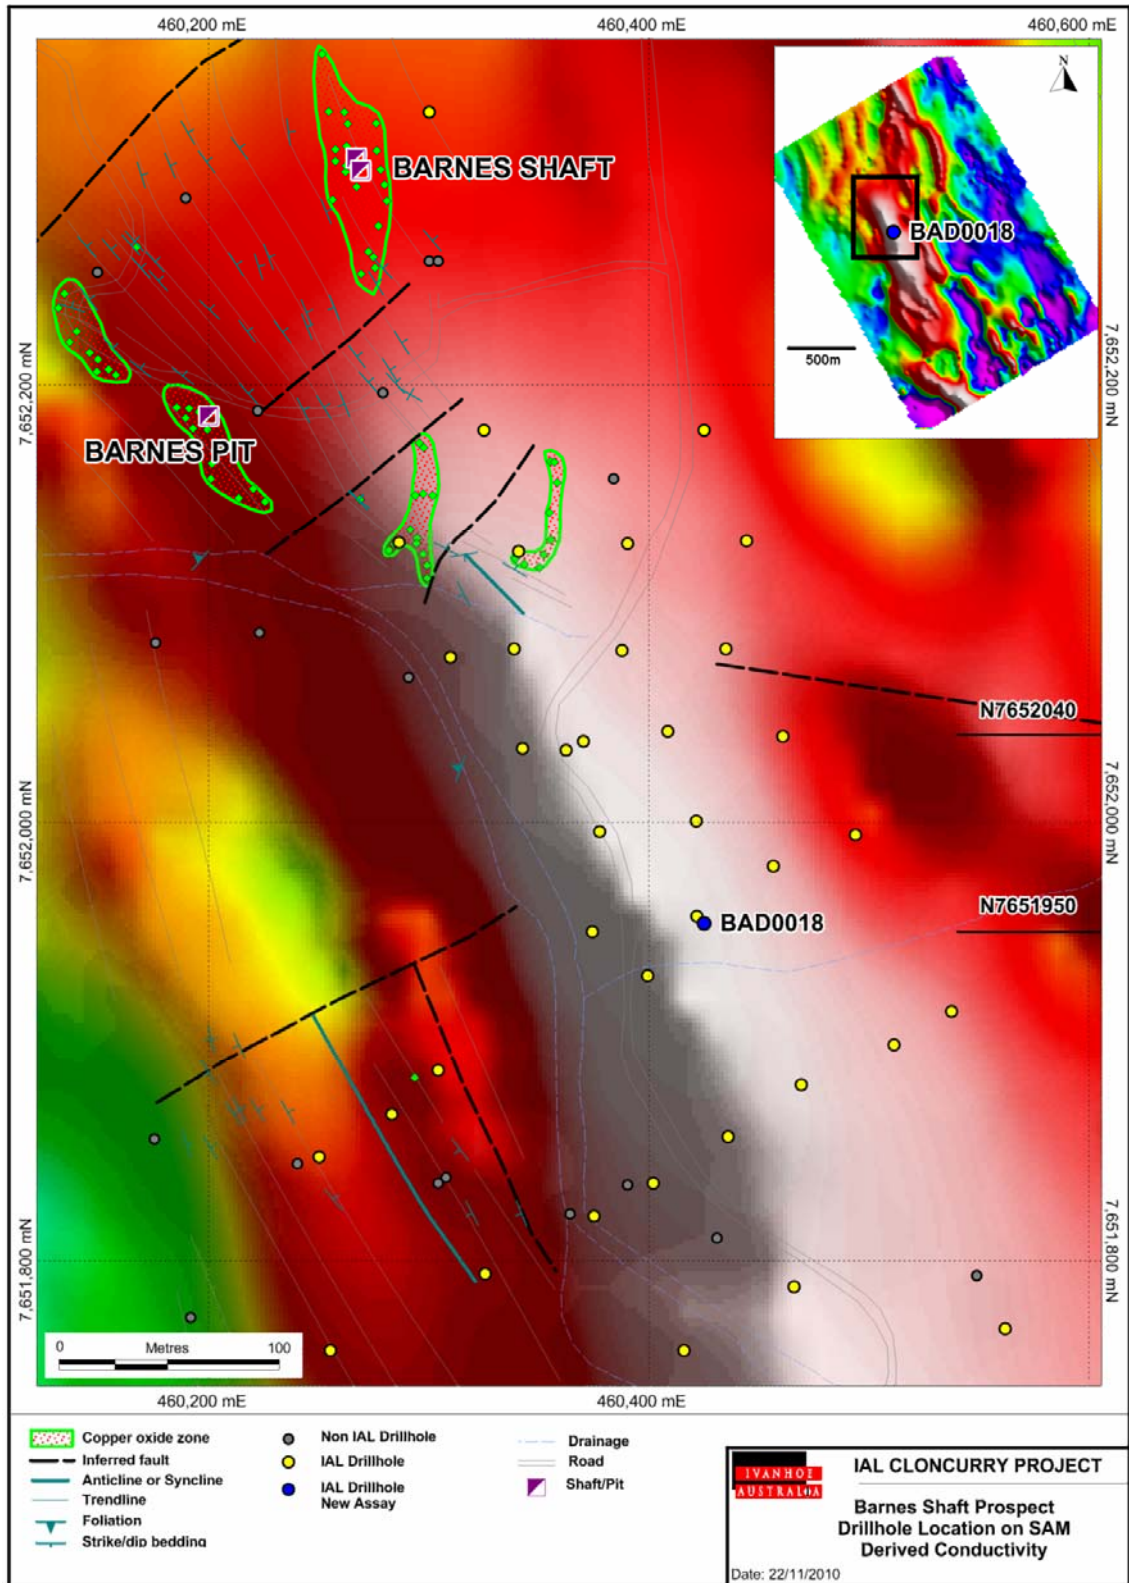 460,200 mE
460,400 mE
460,600 mE
N
BARNES SHAFT
BAD0018
500m
7,652,200 mN
7,652,200 mN
BARNES PIT
N7652040
7,652,000 mN
7,652,000 mN
N7651950
BAD0018
7,651,800 mN
7,651,800 mN
0 Metres 100
460,200 mE
460,400 mE
Copper oxide zone
Inferred fault
Anticline or Syncline
Trendline
Foliation
Strike/dip bedding
Non IAL Drillhole
IAL Drillhole
IAL Drillhole
New Assay
Drainage
Road
Shaft/Pit
IVANHOE
AUSTRALIA
IAL CLONCURRY PROJECT
Barnes Shaft Prospect
Drillhole Location on SAM
Derived Conductivity
Date: 22/11/2010